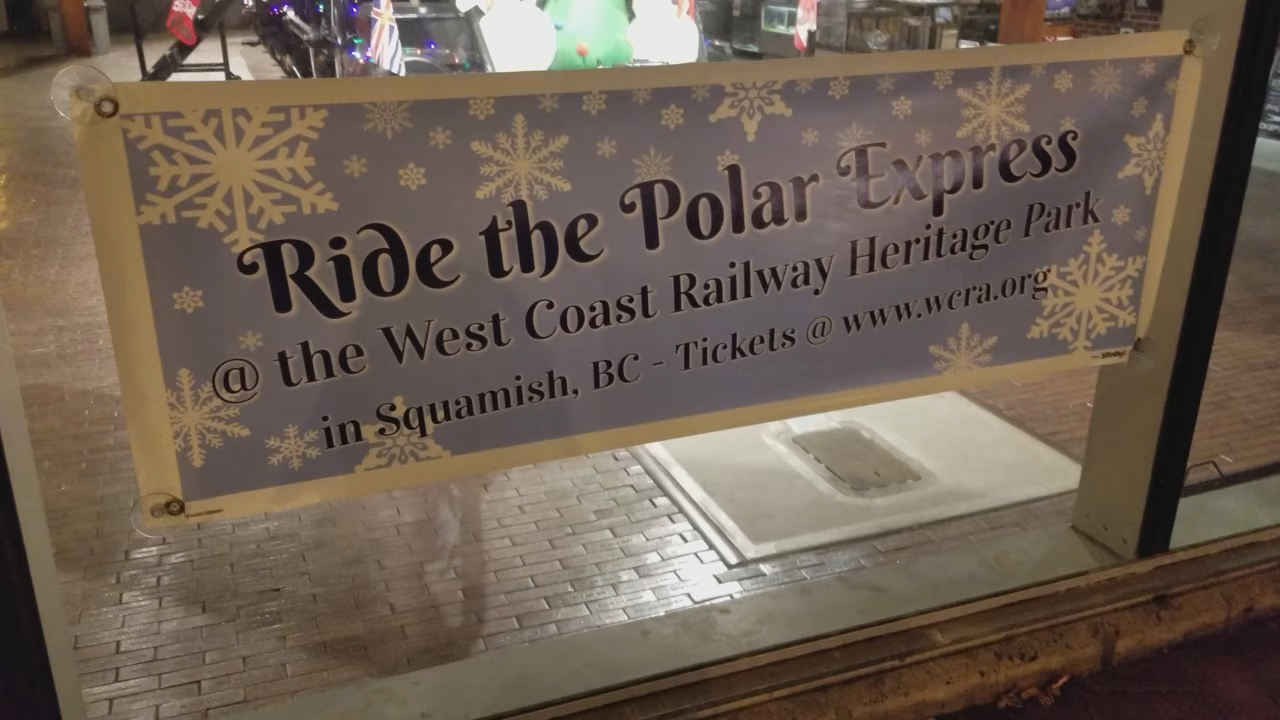 Ride the Polar Express
@ the West Coast Railway Heritage Park
in Squamish, BC - Tickets @ www.wcra.org